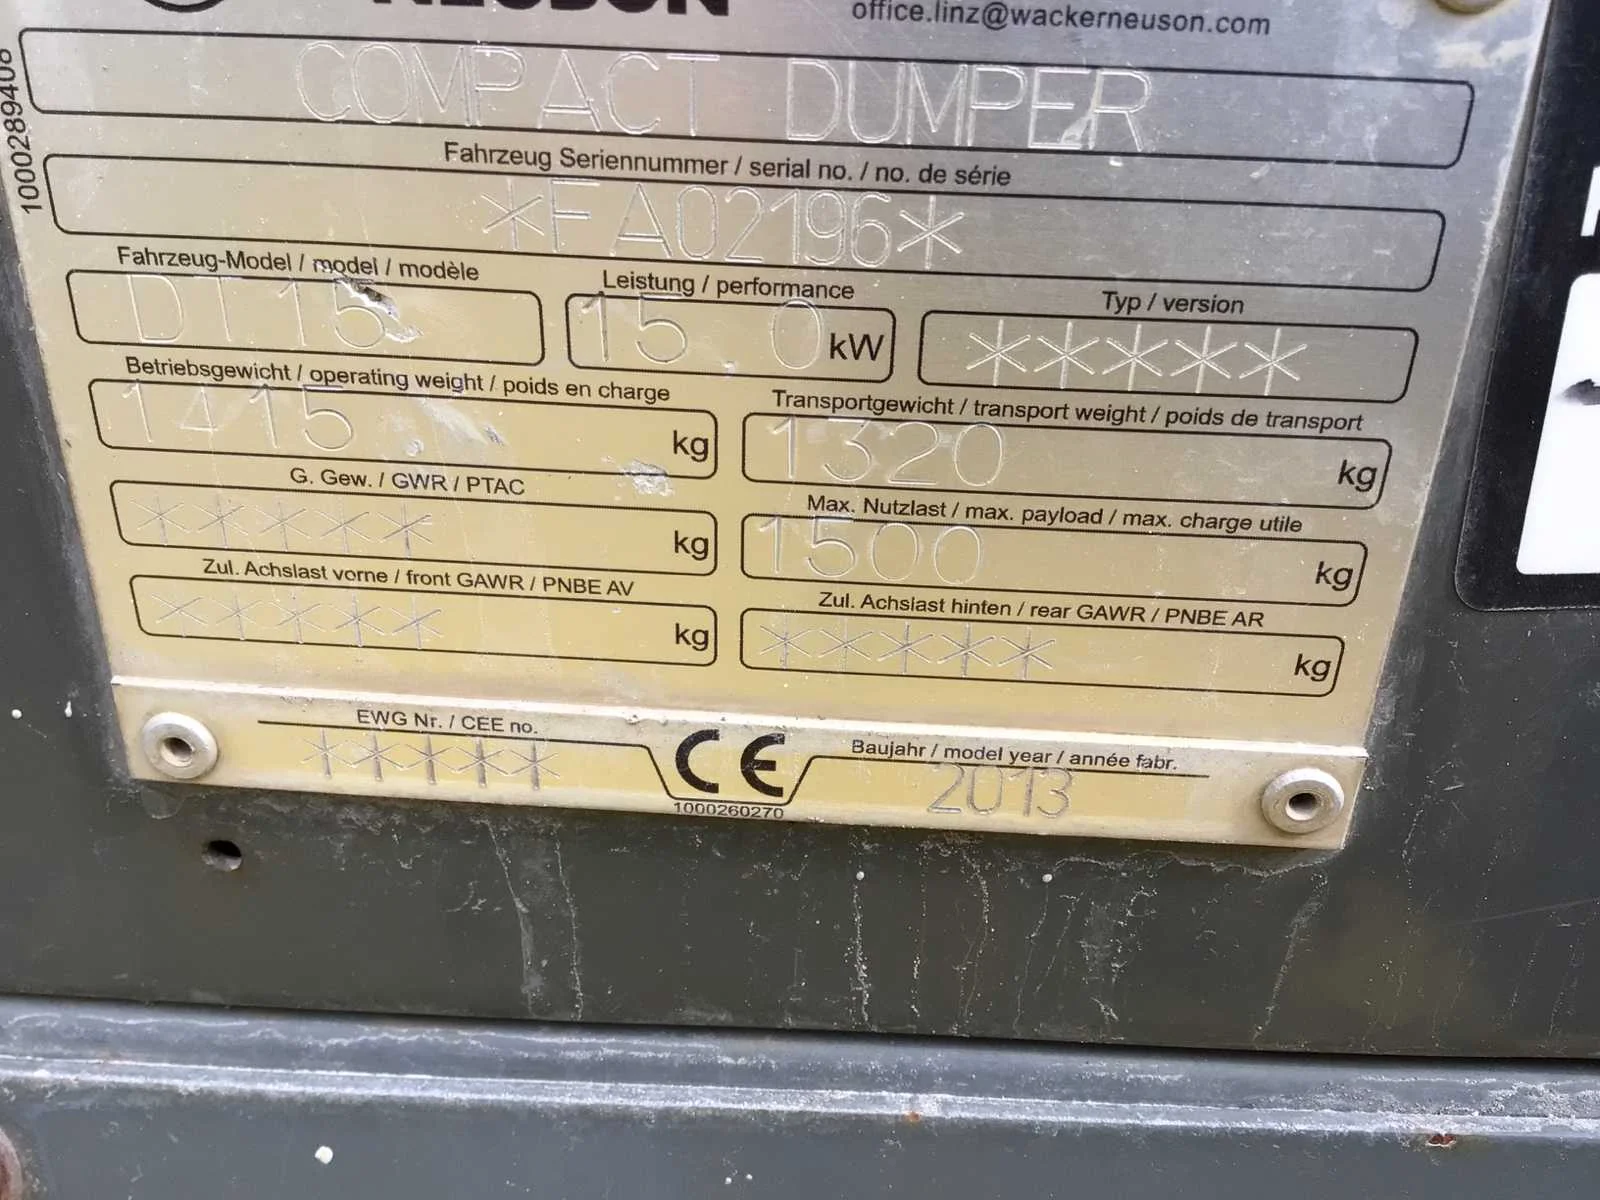 NEUSON
office.linz@wackerneuson.com
1000289408
COMPACT DUMPER
Fahrzeug Seriennummer / serial no. / no. de série
*FA02196*
Fahrzeug-Model / model / modèle
DT15
Leistung / performance
15.0 kW
Typ / version
*****
Betriebsgewicht / operating weight / poids en charge
1415 kg
Transportgewicht / transport weight / poids de transport
1320 kg
G. Gew. / GWR / PTAC
***** kg
Max. Nutzlast / max. payload / max. charge utile
1500 kg
Zul. Achslast vorne / front GAWR / PNBE AV
***** kg
Zul. Achslast hinten / rear GAWR / PNBE AR
***** kg
EWG Nr. / CEE no.
*****
CE
1000260270
Baujahr / model year / année fabr.
2013